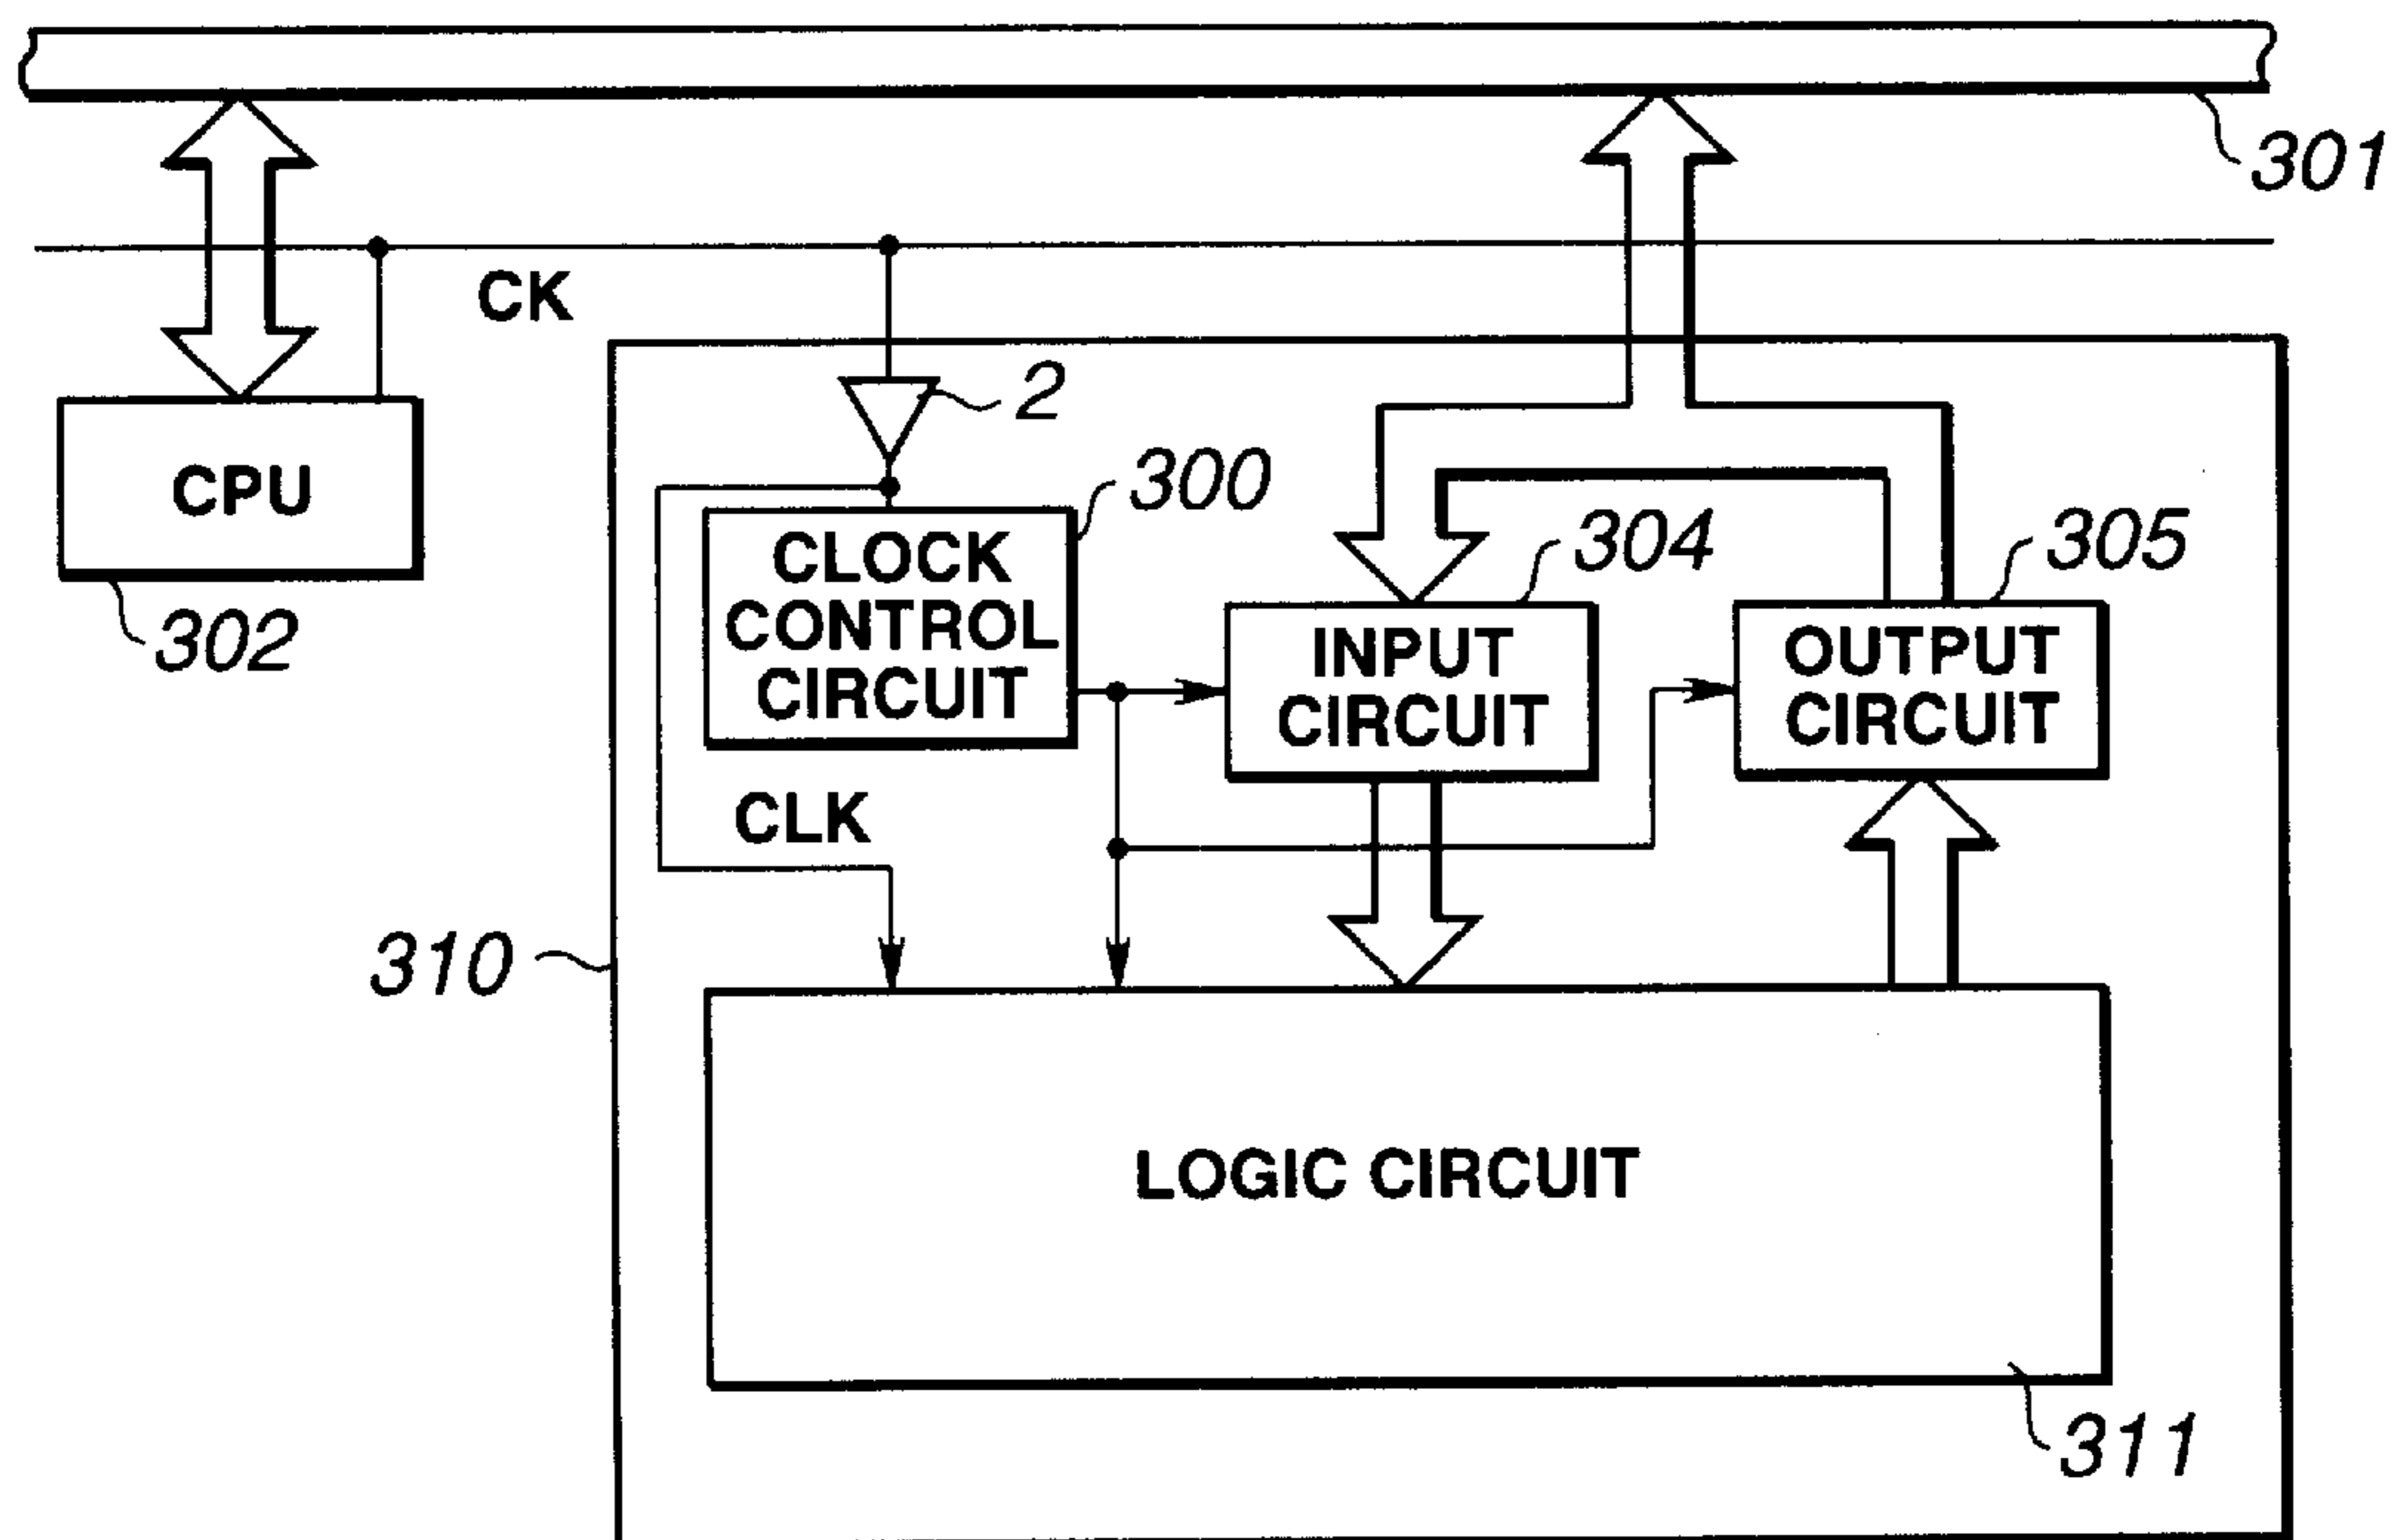 301
CK
2
CPU
300
CLOCK
CONTROL
CIRCUIT
304
305
302
INPUT
CIRCUIT
OUTPUT
CIRCUIT
CLK
310
LOGIC CIRCUIT
311